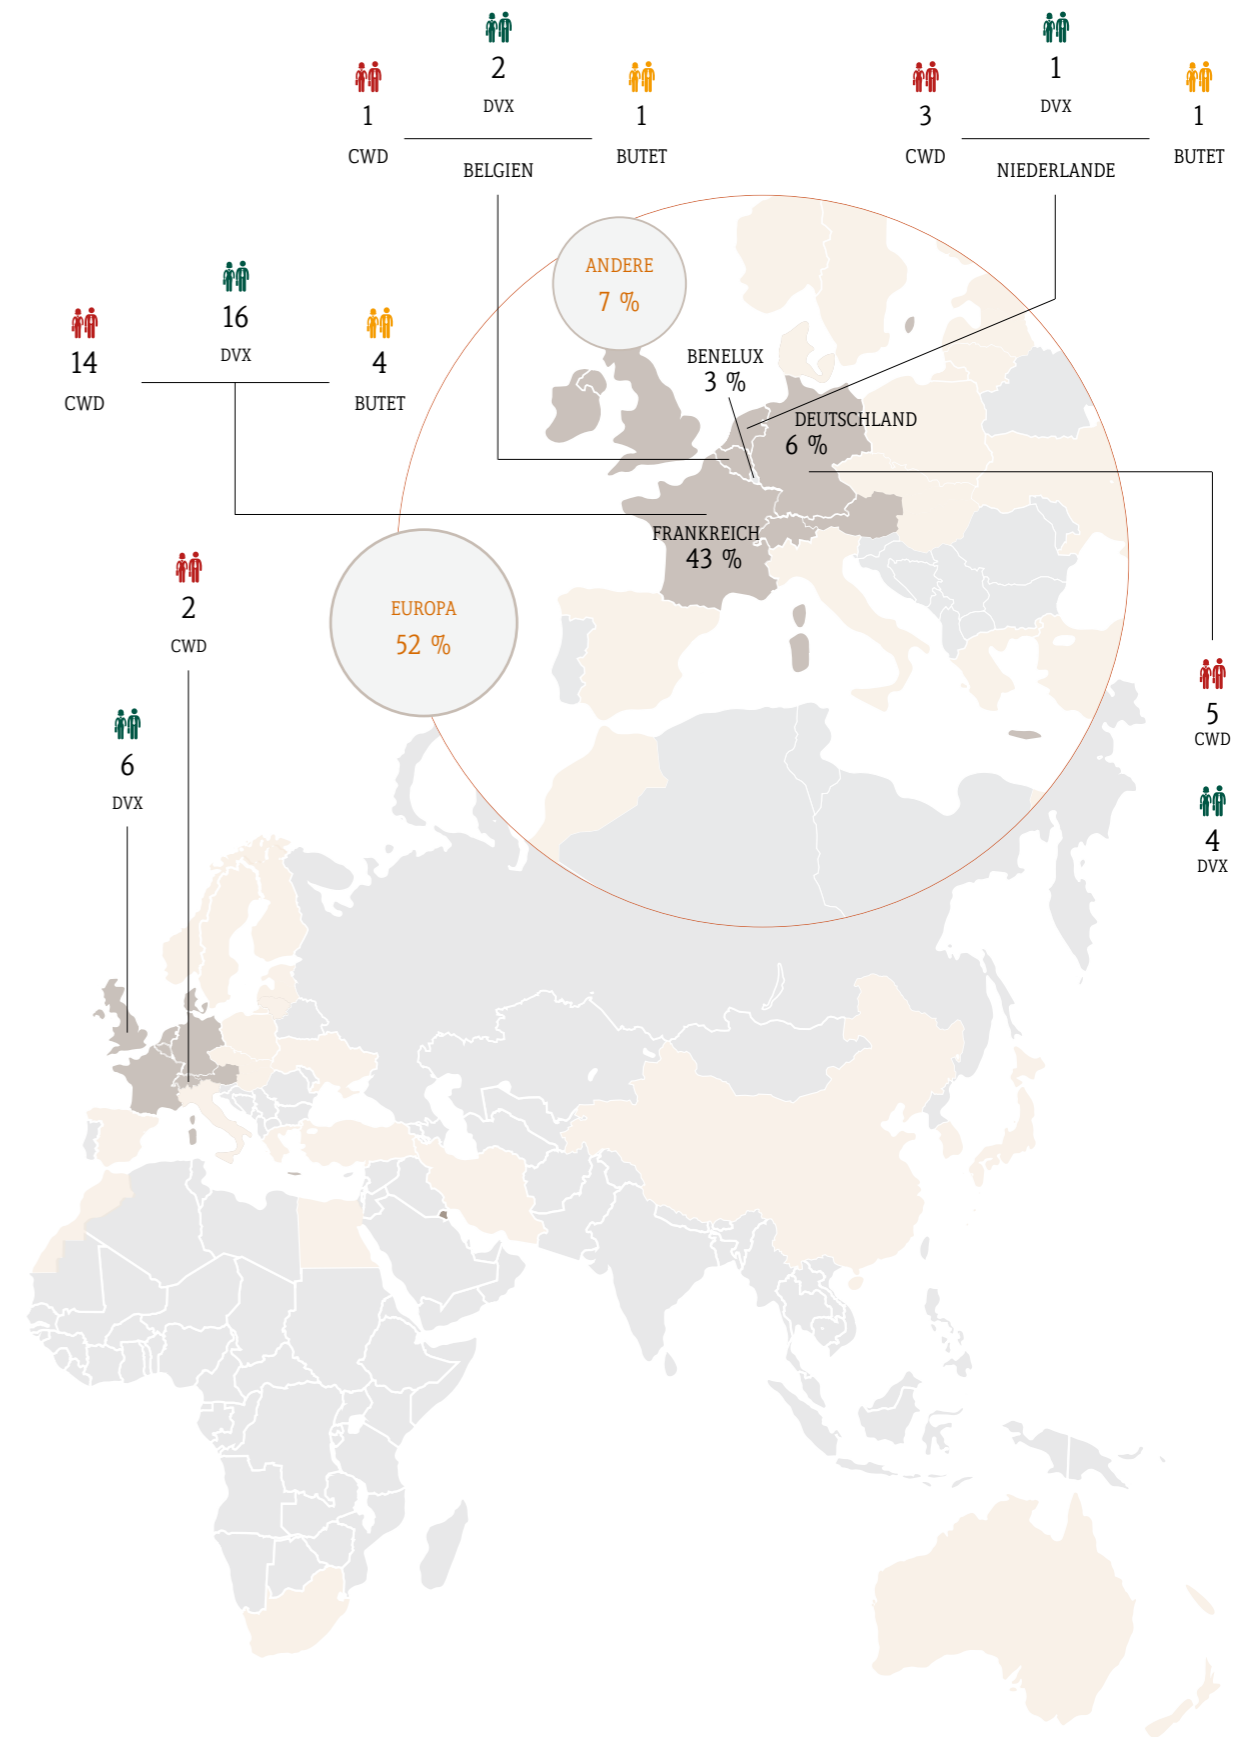 2
DVX
1
CWD
1
BUTET
BELGIEN
1
DVX
3
CWD
1
BUTET
NIEDERLANDE
16
DVX
14
CWD
4
BUTET
ANDERE
7 %
BENELUX
3 %
DEUTSCHLAND
6 %
FRANKREICH
43 %
EUROPA
52 %
2
CWD
6
DVX
5
CWD
4
DVX